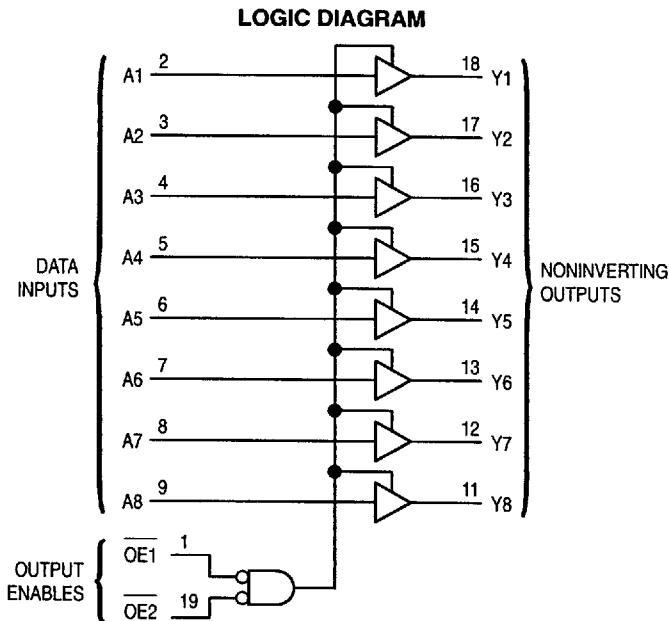 LOGIC DIAGRAM
A1 2 18 Y1
A2 3 17 Y2
A3 4 16 Y3
A4 5 15 Y4
DATA
INPUTS
NONINVERTING
OUTPUTS
A5 6 14 Y5
A6 7 13 Y6
A7 8 12 Y7
A8 9 11 Y8
OUTPUT
ENABLES
O̅E̅1̅ 1
O̅E̅2̅ 19